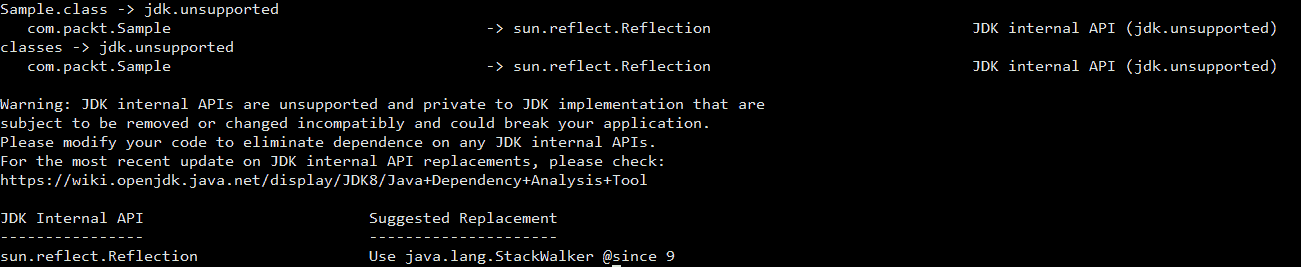 Sample.class -> jdk.unsupported
   com.packt.Sample                                   -> sun.reflect.Reflection                             JDK internal API (jdk.unsupported)
classes -> jdk.unsupported
   com.packt.Sample                                   -> sun.reflect.Reflection                             JDK internal API (jdk.unsupported)

Warning: JDK internal APIs are unsupported and private to JDK implementation that are
subject to be removed or changed incompatibly and could break your application.
Please modify your code to eliminate dependence on any JDK internal APIs.
For the most recent update on JDK internal API replacements, please check:
https://wiki.openjdk.java.net/display/JDK8/Java+Dependency+Analysis+Tool

JDK Internal API                         Suggested Replacement
----------------                         ---------------------
sun.reflect.Reflection                   Use java.lang.StackWalker @since 9